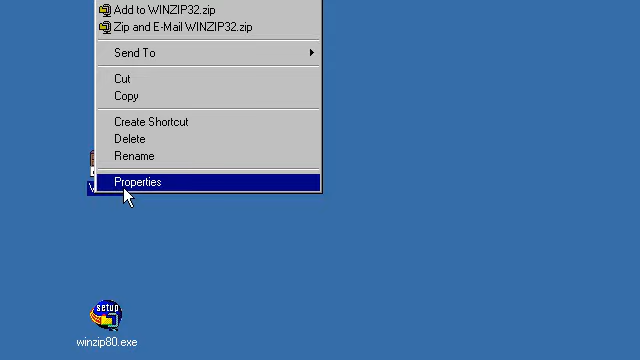 Add to WINZIP32.zip
Zip and E-Mail WINZIP32.zip
Send To
Cut
Copy
Create Shortcut
Delete
Rename
Properties
setup
winzip80.exe